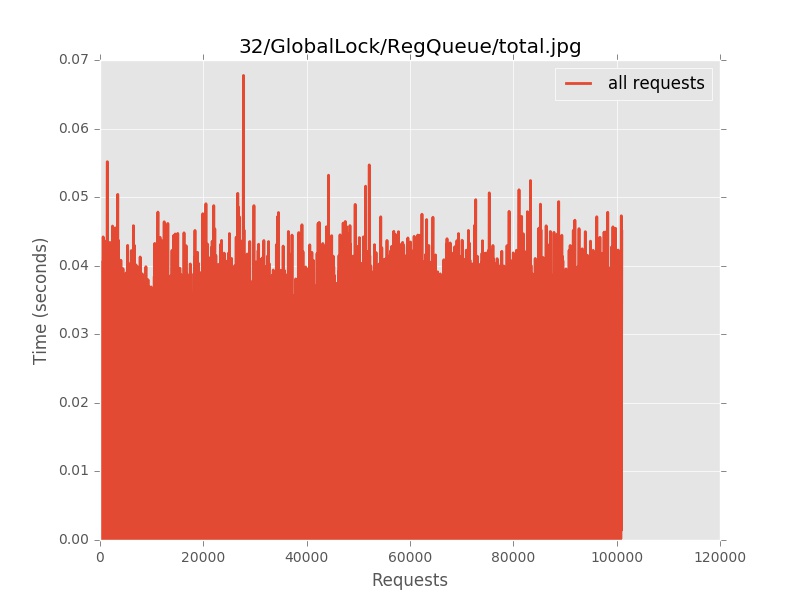 32/GlobalLock/RegQueue/total.jpg
all requests
0.07
0.06
0.05
0.04
0.03
0.02
0.01
0.00
Time (seconds)
0 20000 40000 60000 80000 100000 120000
Requests